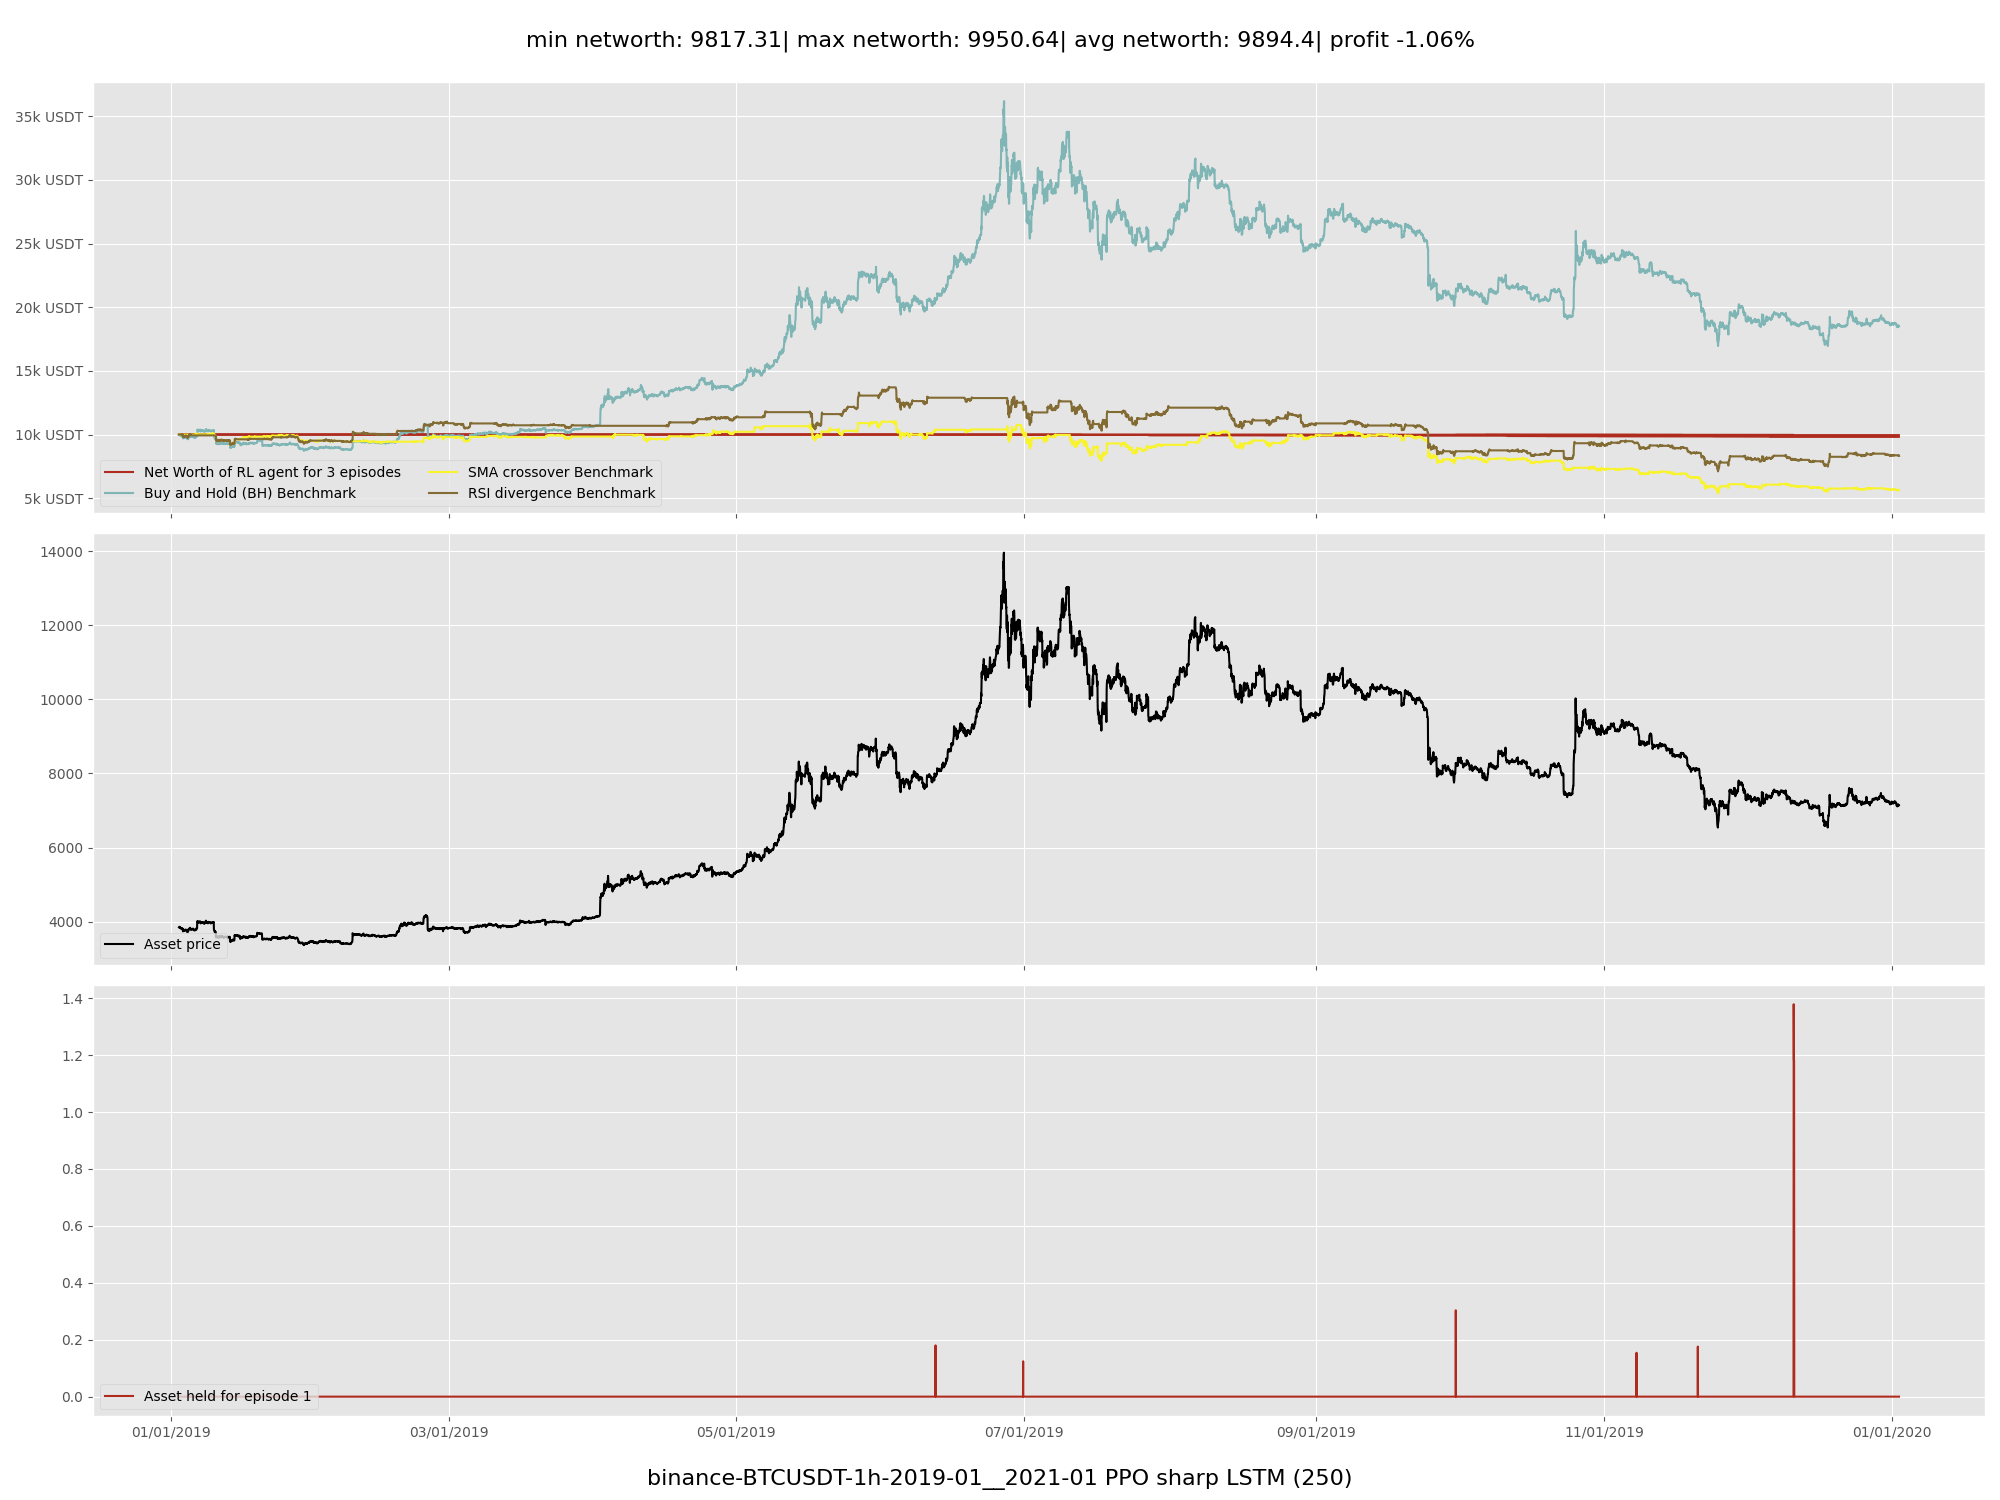 min networth: 9817.31| max networth: 9950.64| avg networth: 9894.4| profit -1.06%
35k USDT
30k USDT
25k USDT
20k USDT
15k USDT
10k USDT
5k USDT
Net Worth of RL agent for 3 episodes
Buy and Hold (BH) Benchmark
SMA crossover Benchmark
RSI divergence Benchmark
14000
12000
10000
8000
6000
4000
Asset price
1.4
1.2
1.0
0.8
0.6
0.4
0.2
0.0
Asset held for episode 1
01/01/2019 03/01/2019 05/01/2019 07/01/2019 09/01/2019 11/01/2019 01/01/2020
binance-BTCUSDT-1h-2019-01__2021-01 PPO sharp LSTM (250)